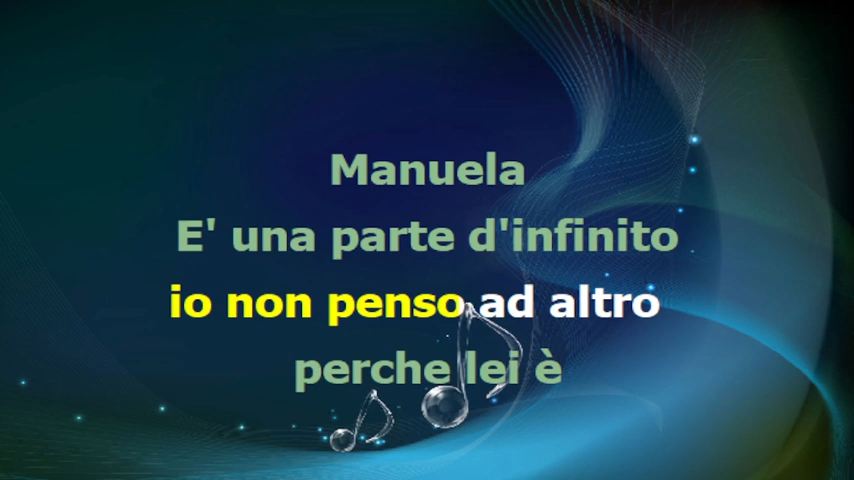 Manuela
E' una parte d'infinito
io non penso ad altro
perche lei è